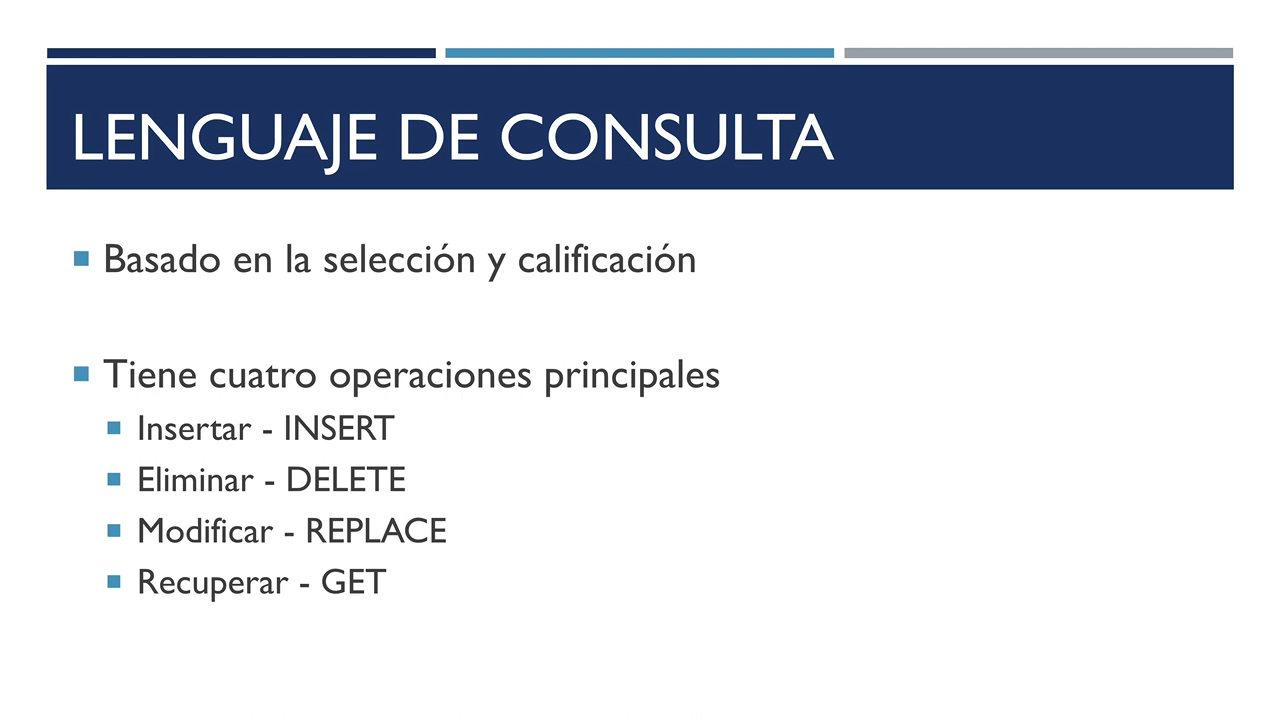 LENGUAJE DE CONSULTA
Basado en la selección y calificación
Tiene cuatro operaciones principales
Insertar - INSERT
Eliminar - DELETE
Modificar - REPLACE
Recuperar - GET